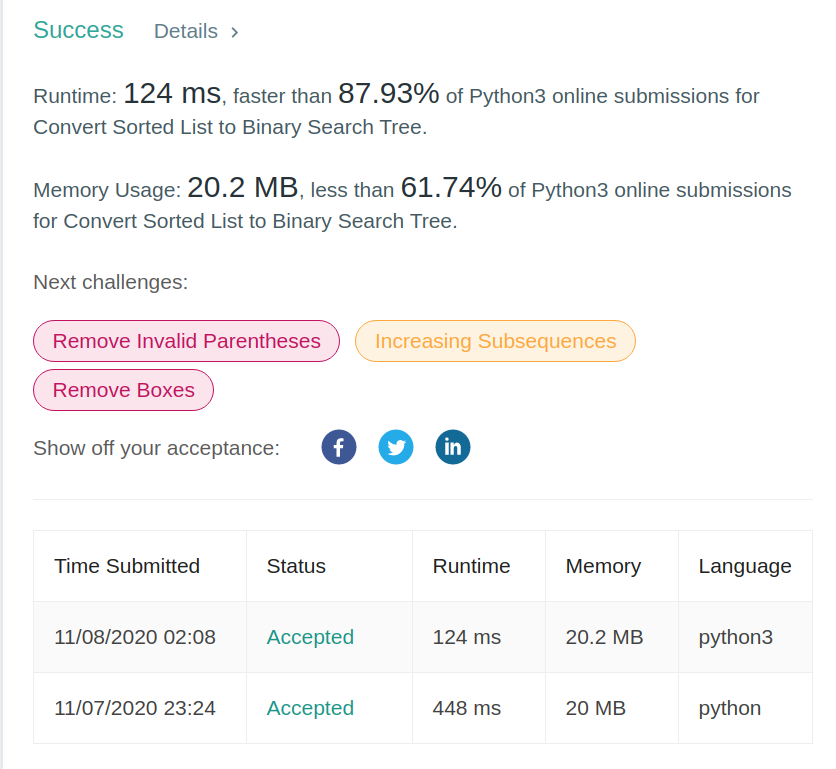 Success Details >
Runtime: 124 ms, faster than 87.93% of Python3 online submissions for
Convert Sorted List to Binary Search Tree.
Memory Usage: 20.2 MB, less than 61.74% of Python3 online submissions
for Convert Sorted List to Binary Search Tree.
Next challenges:
Remove Invalid Parentheses Increasing Subsequences
Remove Boxes
Show off your acceptance: f in
Time Submitted Status Runtime Memory Language
11/08/2020 02:08 Accepted 124 ms 20.2 MB python3
11/07/2020 23:24 Accepted 448 ms 20 MB python